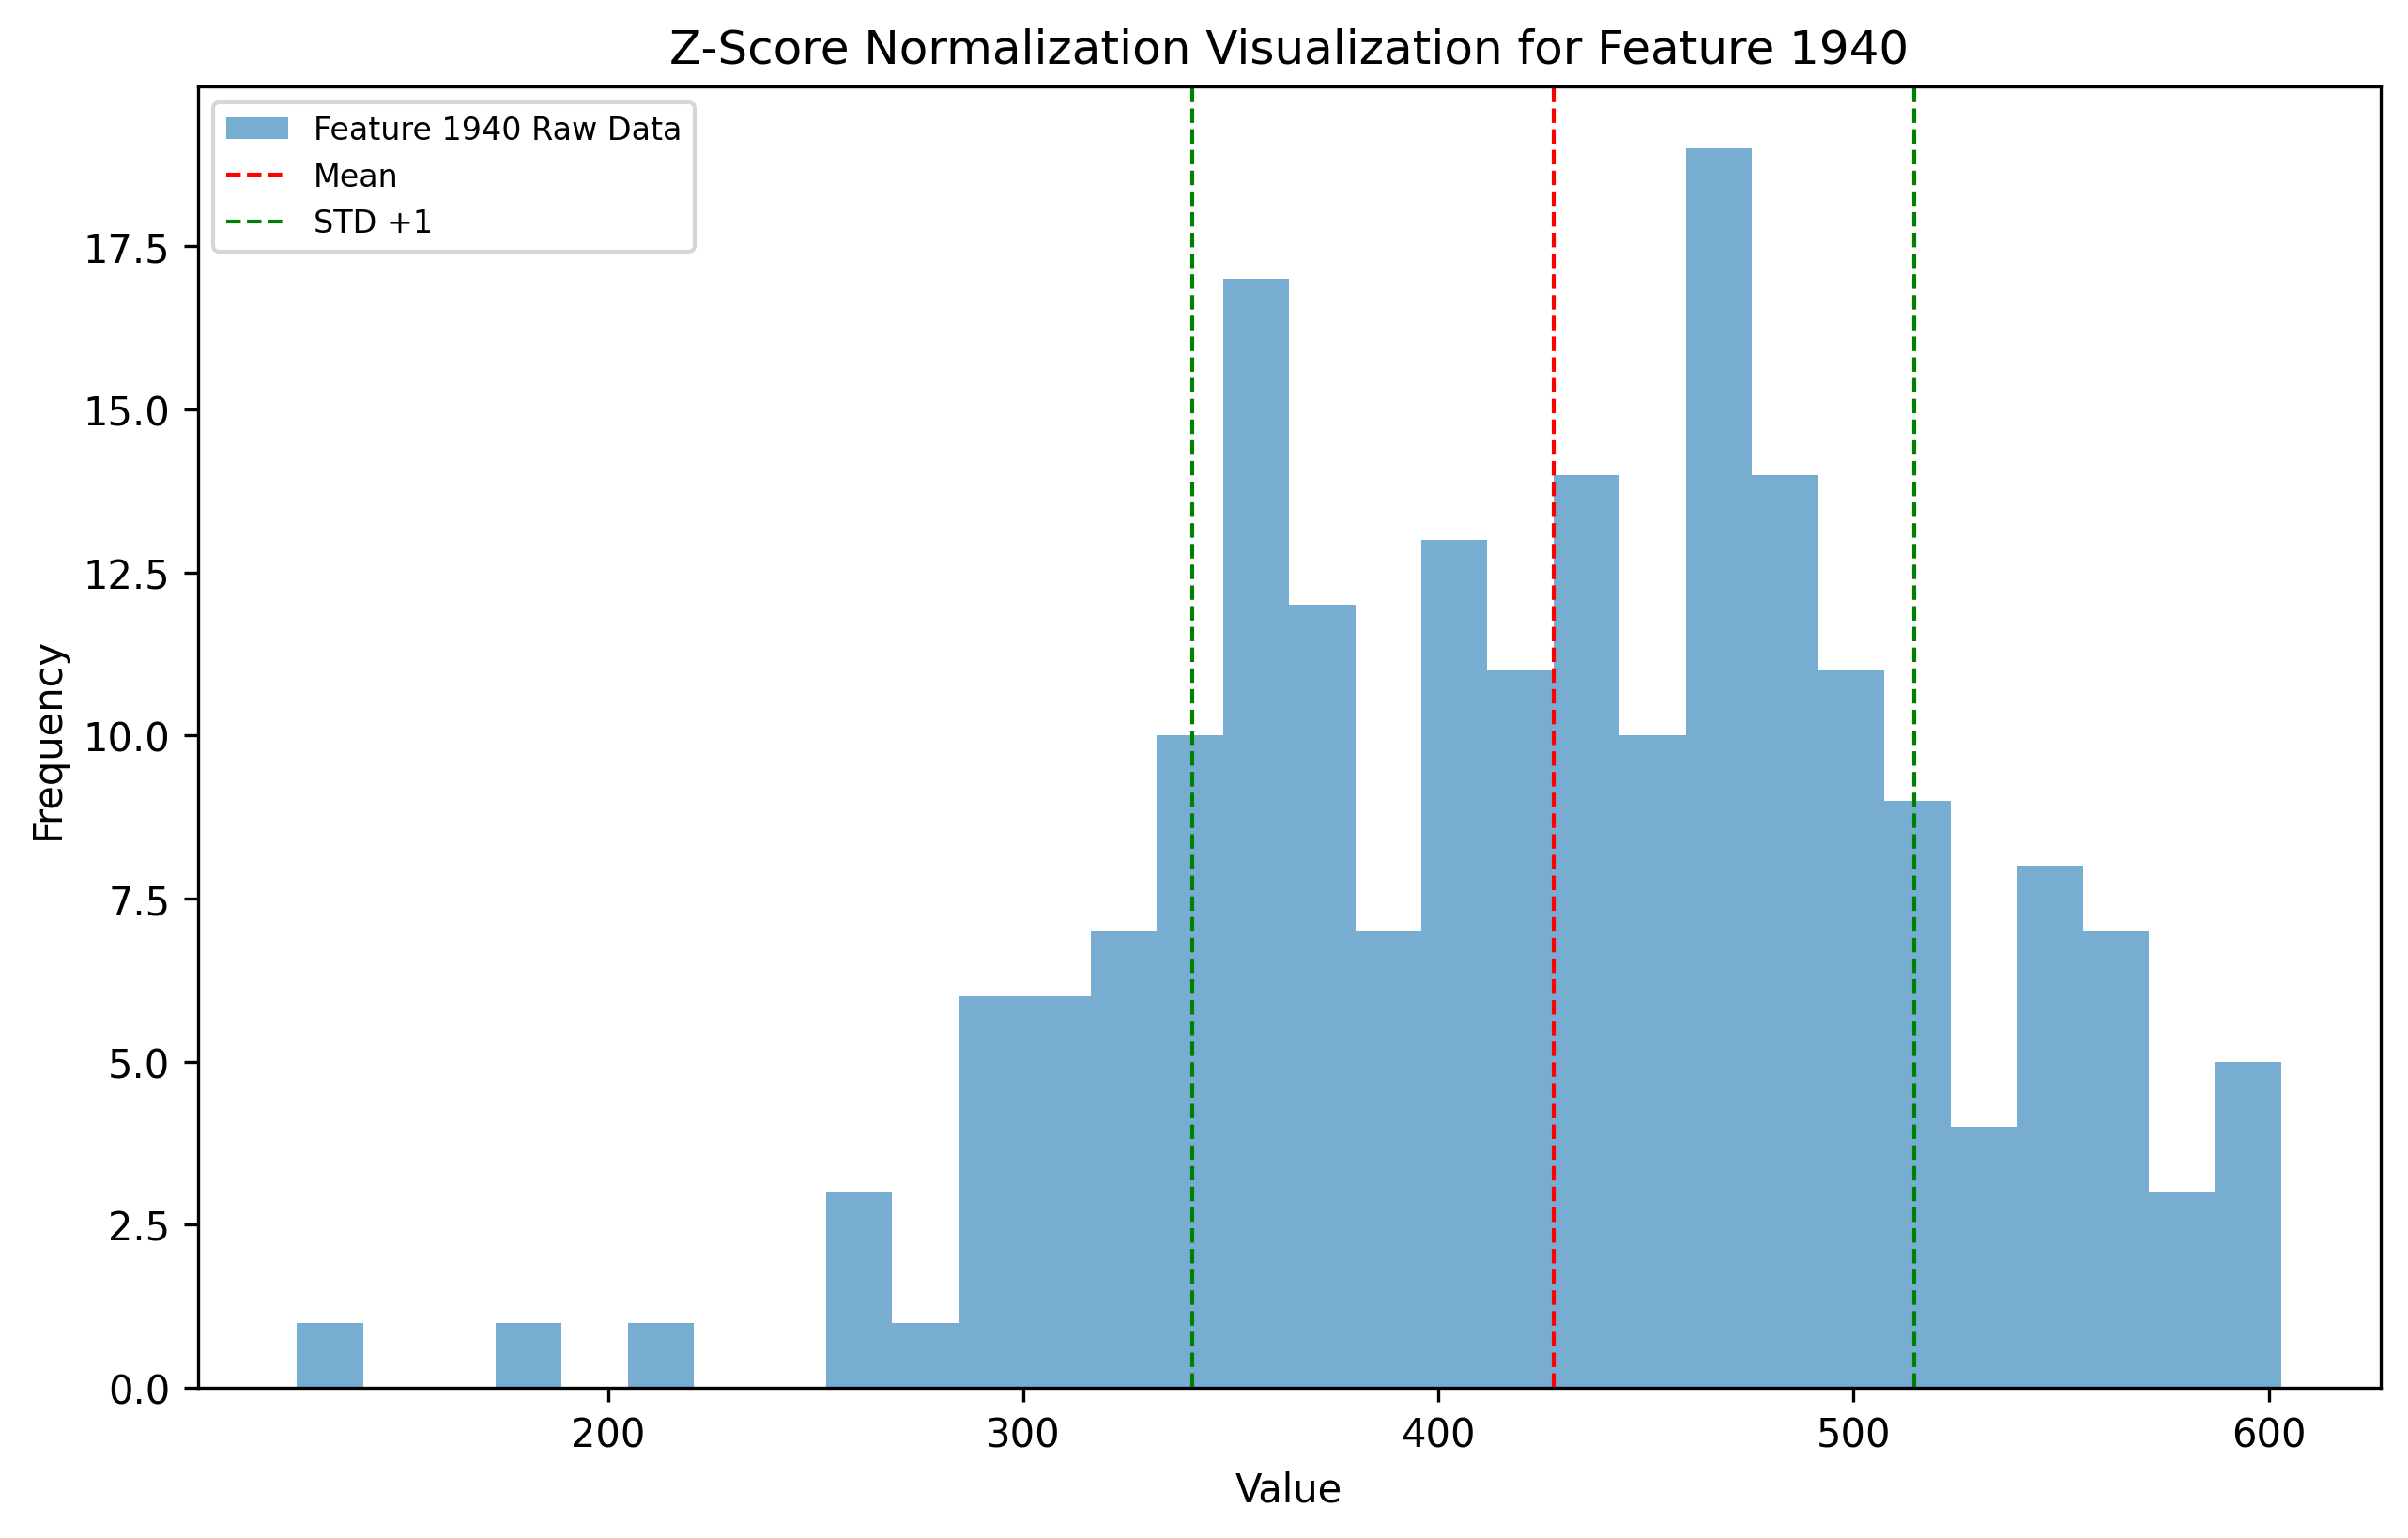 Z-Score Normalization Visualization for Feature 1940
Feature 1940 Raw Data
Mean
STD +1
17.5
15.0
12.5
10.0
7.5
5.0
2.5
0.0
Frequency
200 300 400 500 600
Value